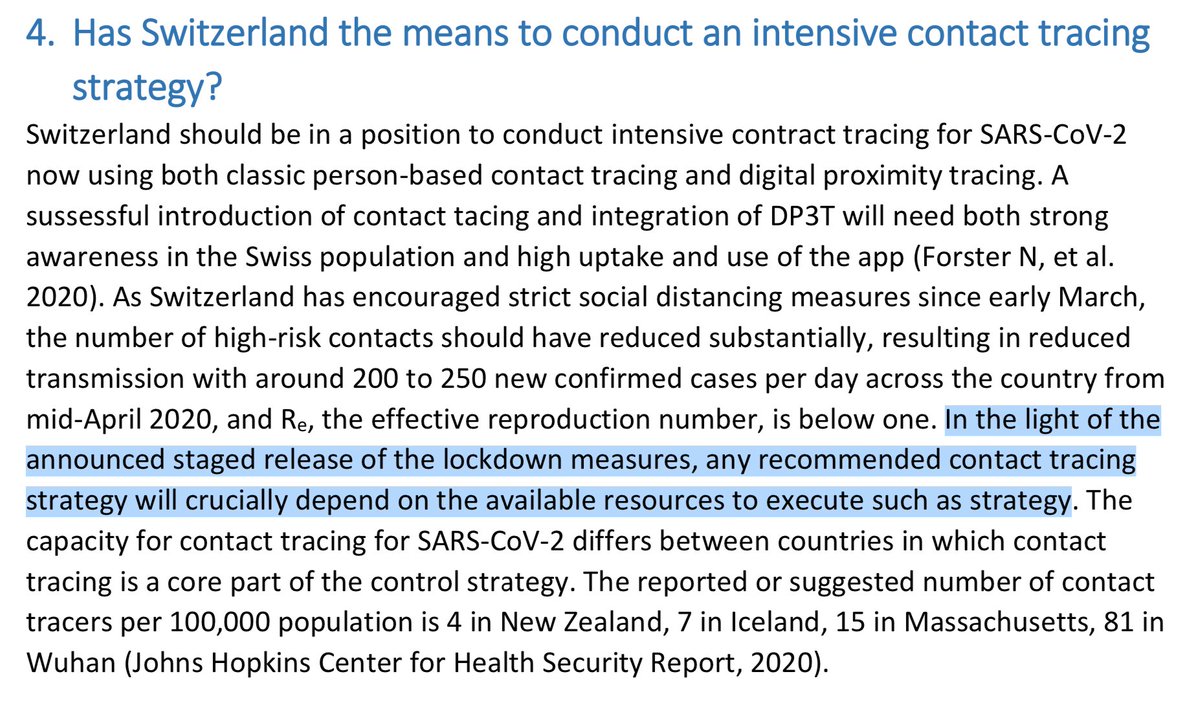 4. Has Switzerland the means to conduct an intensive contact tracing
strategy?
Switzerland should be in a position to conduct intensive contract tracing for SARS-CoV-2
now using both classic person-based contact tracing and digital proximity tracing. A
sussessful introduction of contact tacing and integration of DP3T will need both strong
awareness in the Swiss population and high uptake and use of the app (Forster N, et al.
2020). As Switzerland has encouraged strict social distancing measures since early March,
the number of high-risk contacts should have reduced substantially, resulting in reduced
transmission with around 200 to 250 new confirmed cases per day across the country from
mid-April 2020, and Re, the effective reproduction number, is below one. In the light of the
announced staged release of the lockdown measures, any recommended contact tracing
strategy will crucially depend on the available resources to execute such as strategy. The
capacity for contact tracing for SARS-CoV-2 differs between countries in which contact
tracing is a core part of the control strategy. The reported or suggested number of contact
tracers per 100,000 population is 4 in New Zealand, 7 in Iceland, 15 in Massachusetts, 81 in
Wuhan (Johns Hopkins Center for Health Security Report, 2020).